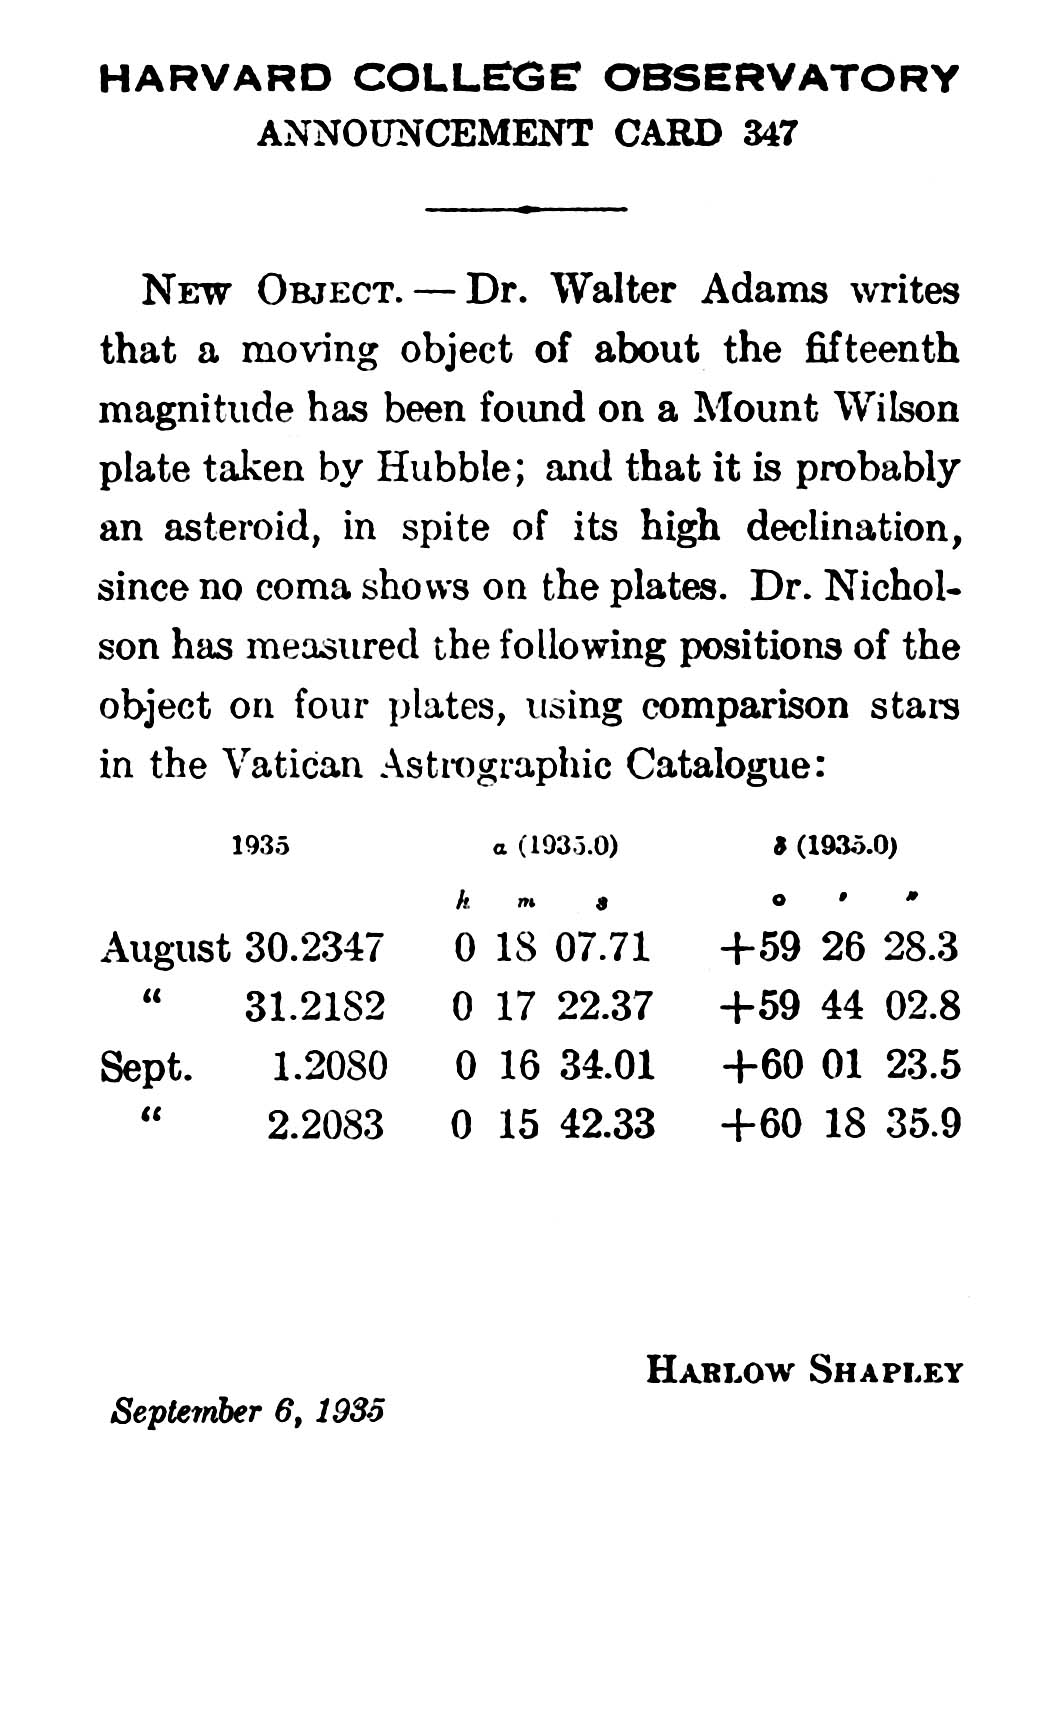 HARVARD COLLEGE OBSERVATORY
ANNOUNCEMENT CARD 347
NEW OBJECT. — Dr. Walter Adams writes
that a moving object of about the fifteenth
magnitude has been found on a Mount Wilson
plate taken by Hubble; and that it is probably
an asteroid, in spite of its high declination,
since no coma shows on the plates. Dr. Nichol-
son has measured the following positions of the
object on four plates, using comparison stars
in the Vatican Astrographic Catalogue:
1935 α (1935.0) δ (1935.0)
h m s ° ′ ″
August 30.2347 0 18 07.71 +59 26 28.3
“ 31.2182 0 17 22.37 +59 44 02.8
Sept. 1.2080 0 16 34.01 +60 01 23.5
“ 2.2083 0 15 42.33 +60 18 35.9
HARLOW SHAPLEY
September 6, 1935